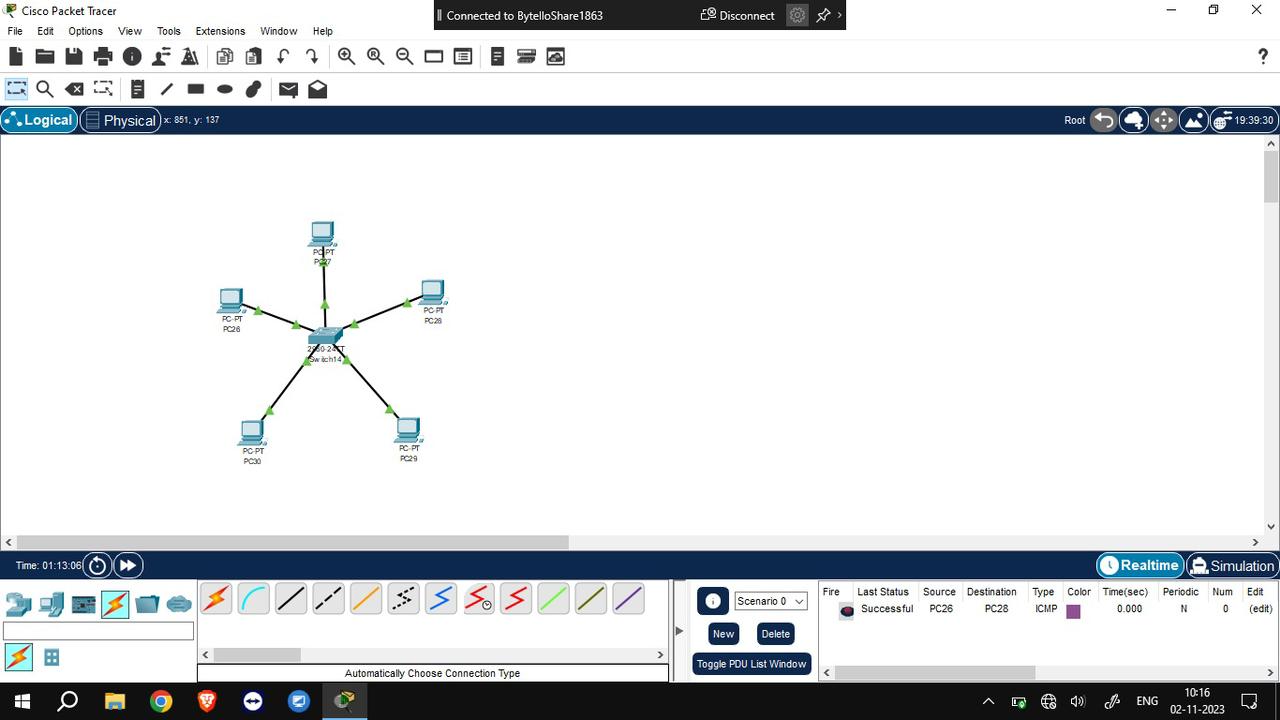 Cisco Packet Tracer
Connected to BytelloShare1863
Disconnect
File Edit Options View Tools Extensions Window Help
Logical Physical x: 851, y: 137
Root 19:39:30
PC-PT
PC27
PC-PT
PC26
PC-PT
PC28
2960-24TT
Switch14
PC-PT
PC30
PC-PT
PC29
Time: 01:13:06
Realtime Simulation
Scenario 0
New Delete
Toggle PDU List Window
Fire Last Status Source Destination Type Color Time(sec) Periodic Num Edit
Successful PC26 PC28 ICMP 0.000 N 0 (edit)
Automatically Choose Connection Type
ENG
10:16
02-11-2023